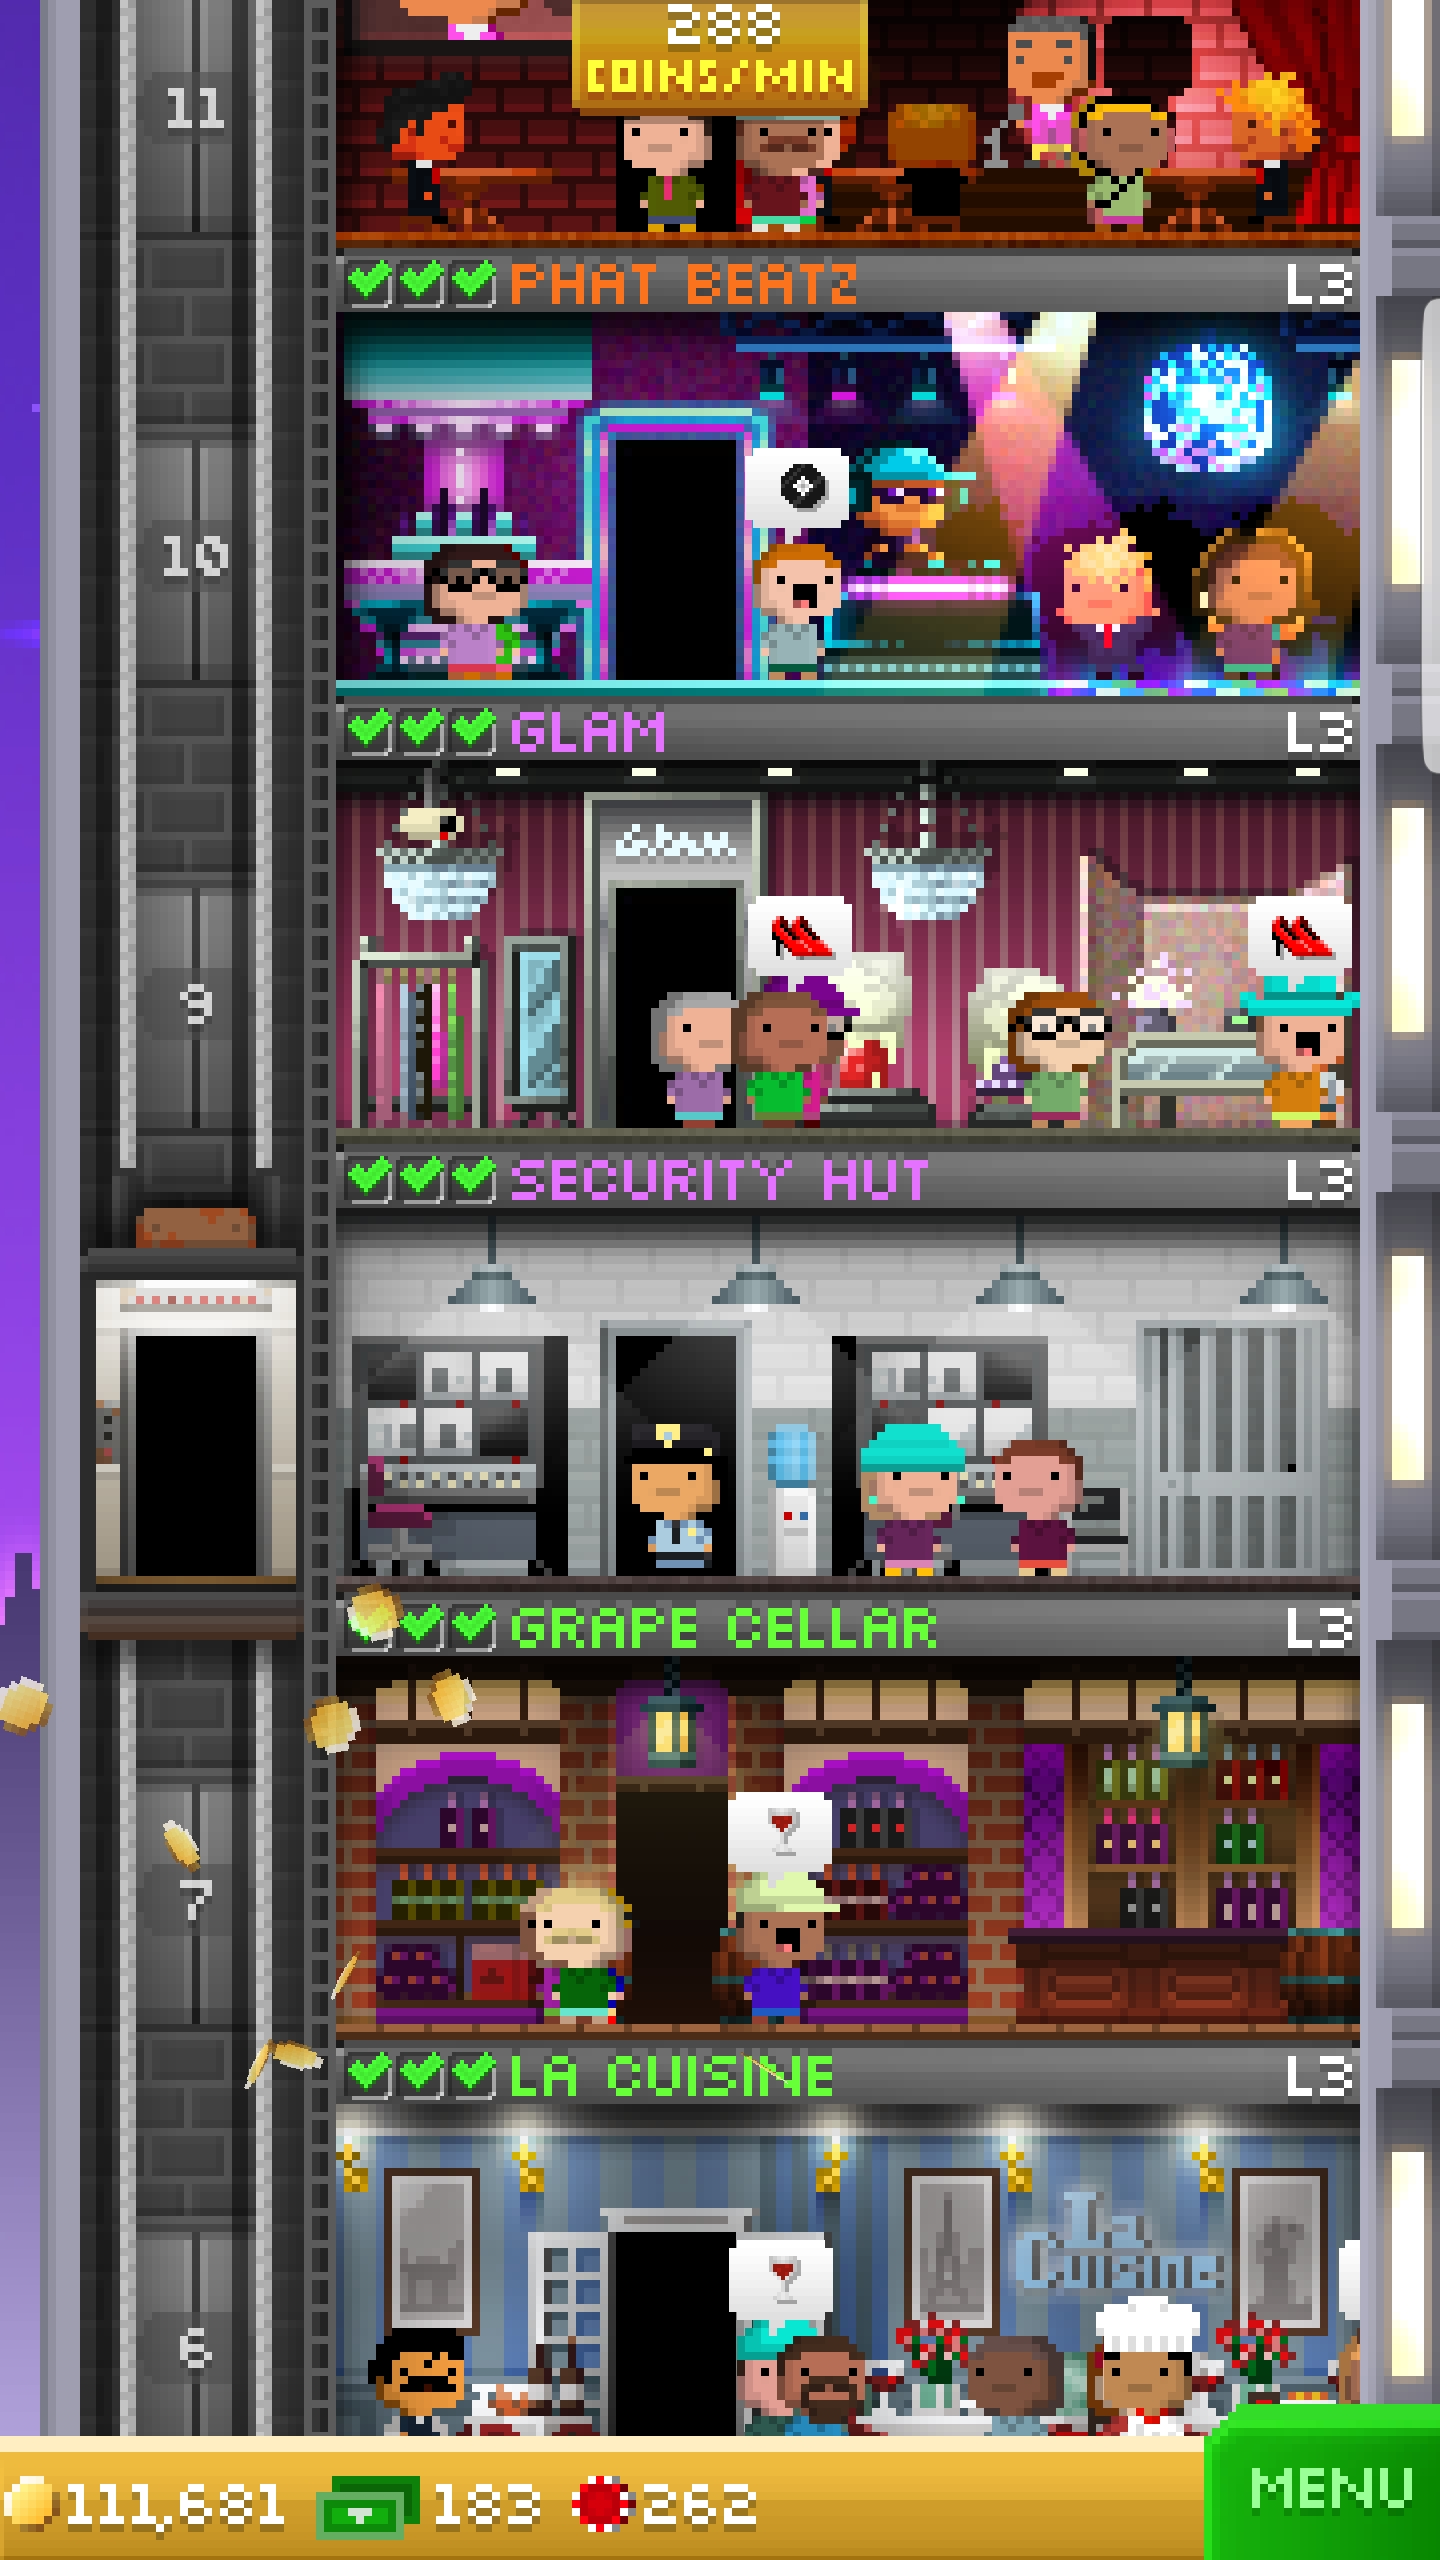 288
COINS/MIN
11
PHAT BEATZ L3
10
GLAM L3
Glam
9
SECURITY HUT L3
GRAPE CELLAR L3
7
LA CUISINE L3
La
Cuisine
6
111,681 183 262
MENU